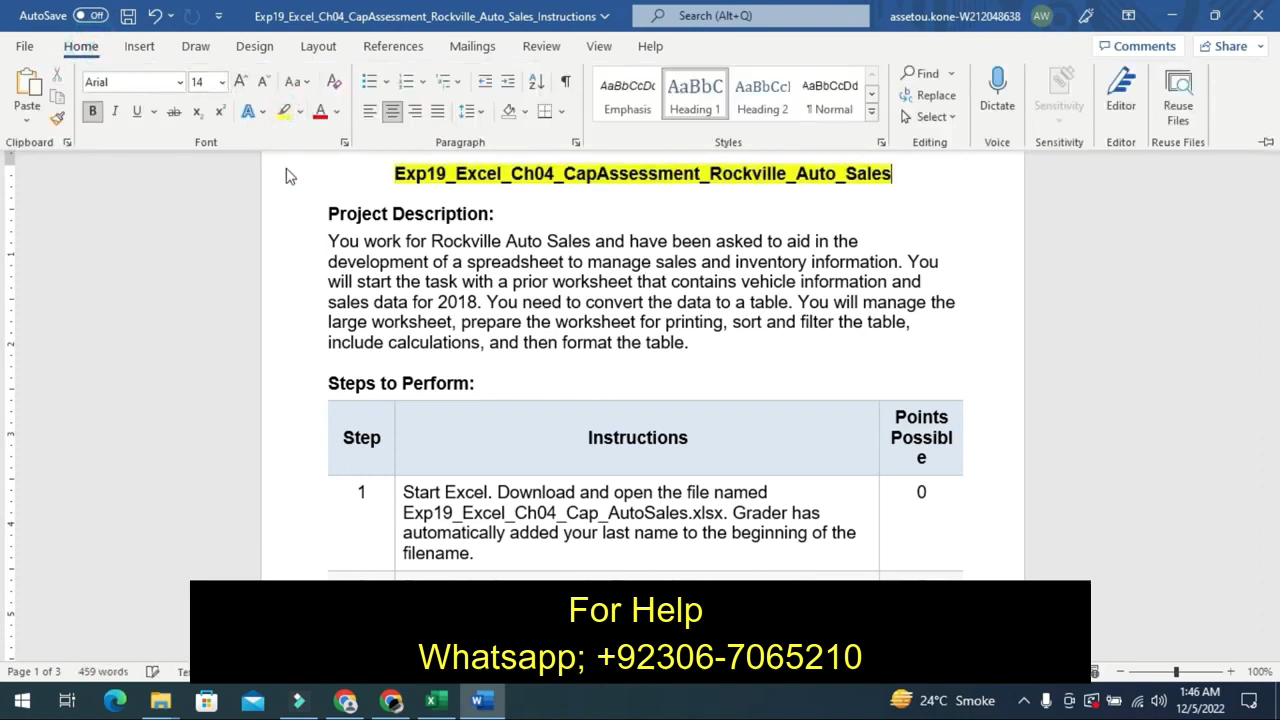 AutoSave Off
Exp19_Excel_Ch04_CapAssessment_Rockville_Auto_Sales_Instructions
Search (Alt+Q)
assetou.kone-W212048638
AW
File Home Insert Draw Design Layout References Mailings Review View Help
Comments Share
Paste
Arial 14
AaBbCcDc AaBbC AaBbCcI AaBbCcDd
Emphasis Heading 1 Heading 2 ¶ Normal
Find
Replace
Select
Dictate
Sensitivity
Editor
Reuse Files
Clipboard Font Paragraph Styles Editing Voice Sensitivity Editor Reuse Files
Exp19_Excel_Ch04_CapAssessment_Rockville_Auto_Sales
Project Description:
You work for Rockville Auto Sales and have been asked to aid in the
development of a spreadsheet to manage sales and inventory information. You
will start the task with a prior worksheet that contains vehicle information and
sales data for 2018. You need to convert the data to a table. You will manage the
large worksheet, prepare the worksheet for printing, sort and filter the table,
include calculations, and then format the table.
Steps to Perform:
Step Instructions Points
Possibl
e
1 Start Excel. Download and open the file named 0
Exp19_Excel_Ch04_Cap_AutoSales.xlsx. Grader has
automatically added your last name to the beginning of the
filename.
For Help
Whatsapp; +92306-7065210
Page 1 of 3 459 words
100%
24°C Smoke
1:46 AM
12/5/2022